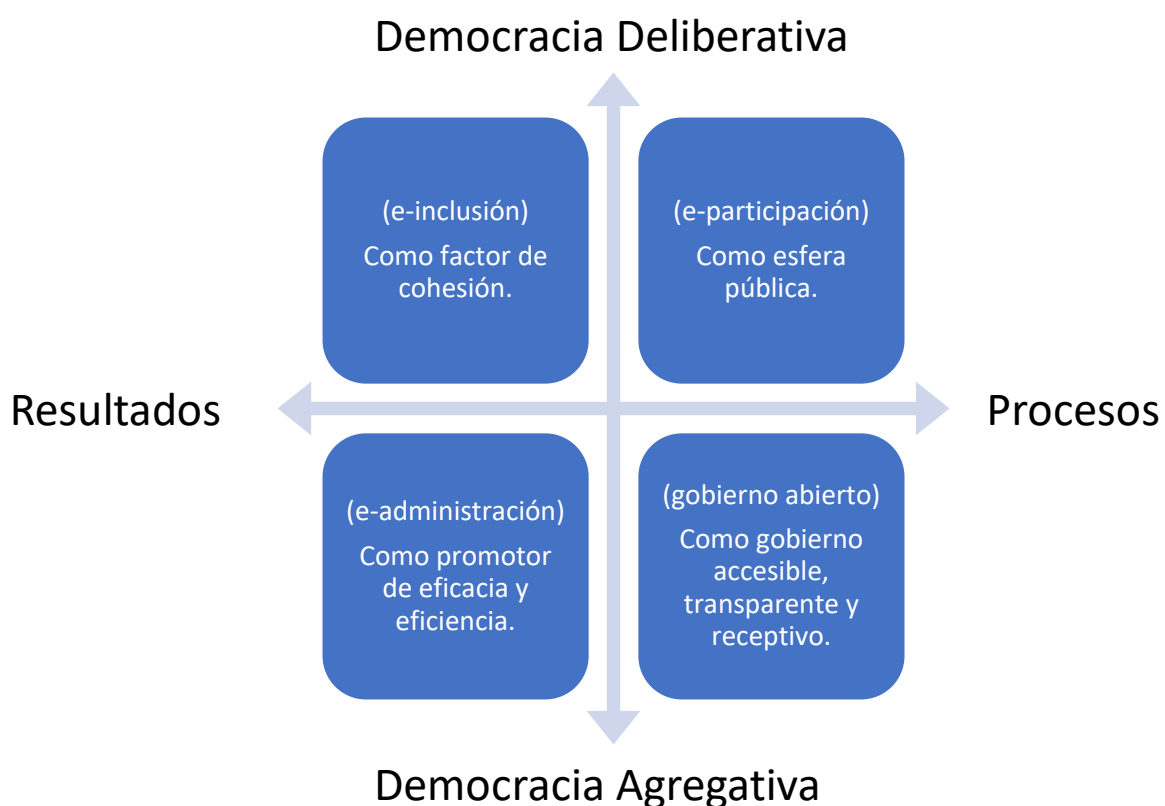 Democracia Deliberativa
(e-inclusión)
Como factor de
cohesión.
(e-participación)
Como esfera
pública.
Resultados
Procesos
(e-administración)
Como promotor
de eficacia y
eficiencia.
(gobierno abierto)
Como gobierno
accesible,
transparente y
receptivo.
Democracia Agregativa